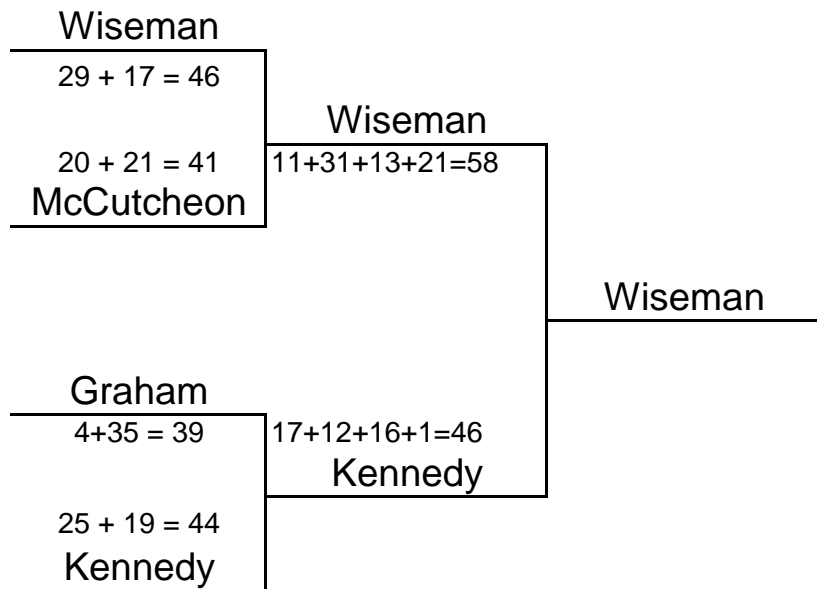 Wiseman
29 + 17 = 46
Wiseman
20 + 21 = 41
11+31+13+21=58
McCutcheon
Wiseman
Graham
4+35 = 39
17+12+16+1=46
Kennedy
25 + 19 = 44
Kennedy